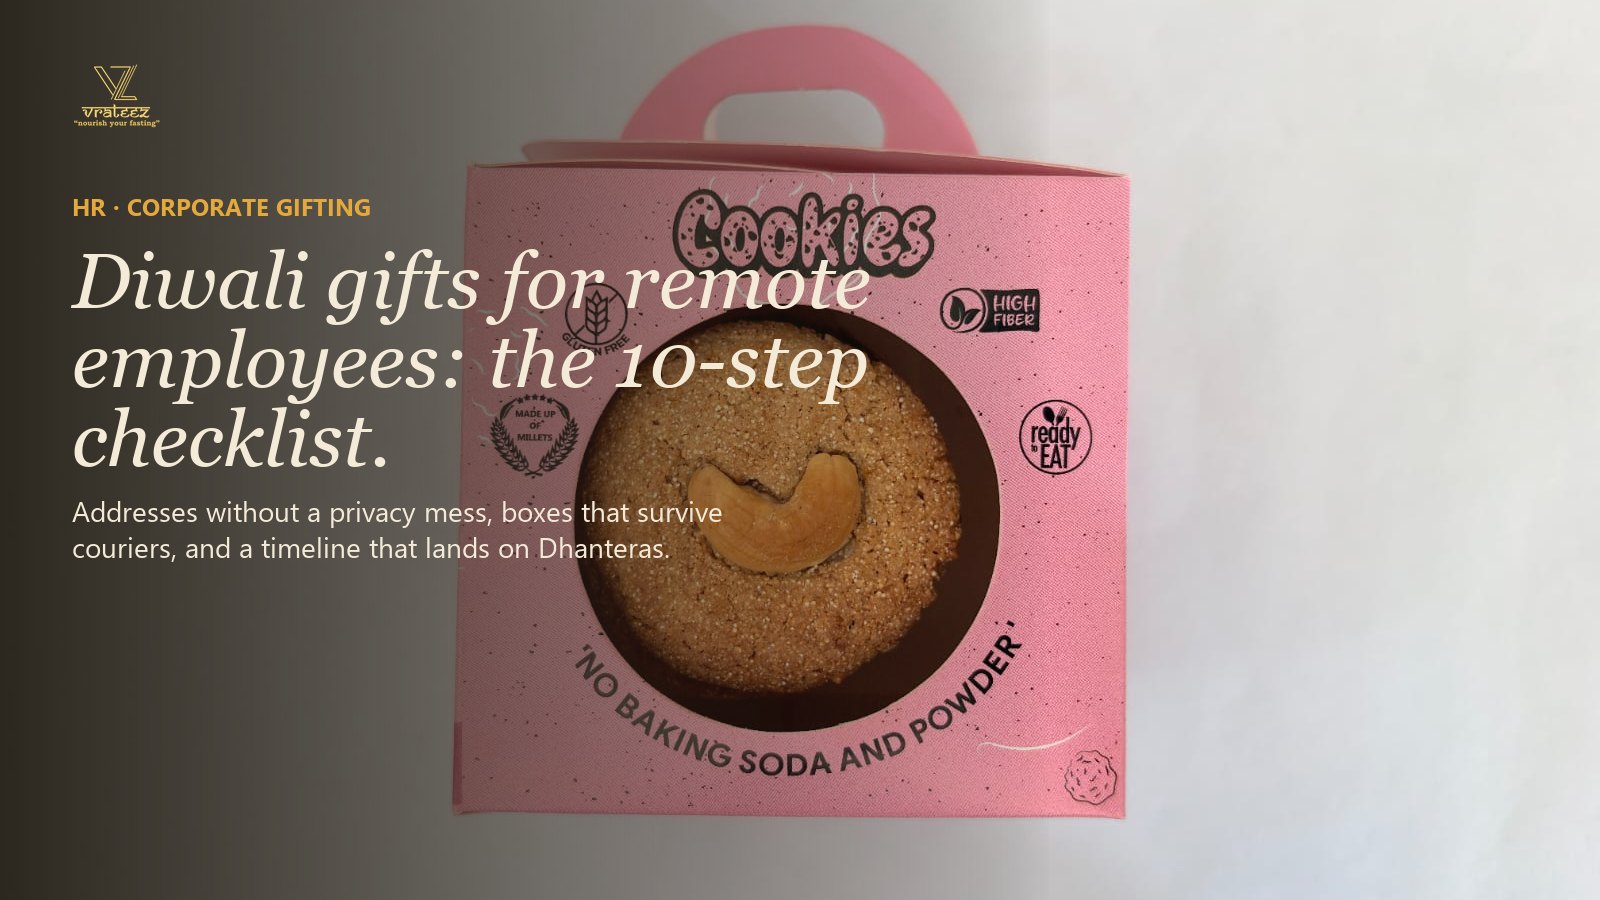 vrateez
"nourish your fasting"
HR · CORPORATE GIFTING
Diwali gifts for remote
employees: the 10-step
checklist.
Addresses without a privacy mess, boxes that survive
couriers, and a timeline that lands on Dhanteras.
Cookies
GLUTEN FREE
HIGH
FIBER
MADE UP
OF
MILLETS
ready
to EAT
'NO BAKING SODA AND POWDER'